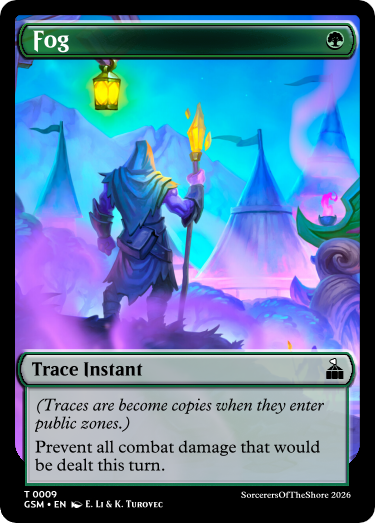 Fog
Trace Instant
(Traces are become copies when they enter
public zones.)
Prevent all combat damage that would
be dealt this turn.
T 0009
GSM • EN E. Li & K. Turovec
SorcerersOfTheShore 2026